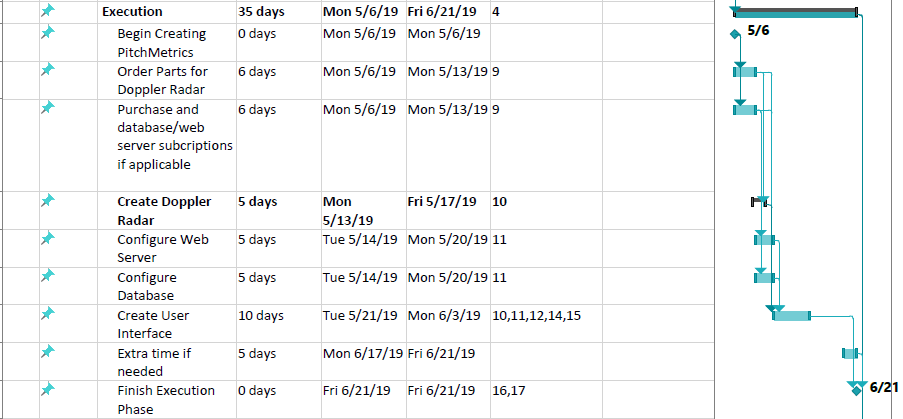 Execution 35 days Mon 5/6/19 Fri 6/21/19 4
Begin Creating 0 days Mon 5/6/19 Mon 5/6/19 5/6
PitchMetrics
Order Parts for 6 days Mon 5/6/19 Mon 5/13/19 9
Doppler Radar
Purchase and 6 days Mon 5/6/19 Mon 5/13/19 9
database/web
server subcriptions
if applicable
Create Doppler 5 days Mon Fri 5/17/19 10
Radar 5/13/19
Configure Web 5 days Tue 5/14/19 Mon 5/20/19 11
Server
Configure 5 days Tue 5/14/19 Mon 5/20/19 11
Database
Create User 10 days Tue 5/21/19 Mon 6/3/19 10,11,12,14,15
Interface
Extra time if 5 days Mon 6/17/19 Fri 6/21/19
needed
Finish Execution 0 days Fri 6/21/19 Fri 6/21/19 16,17 6/21
Phase